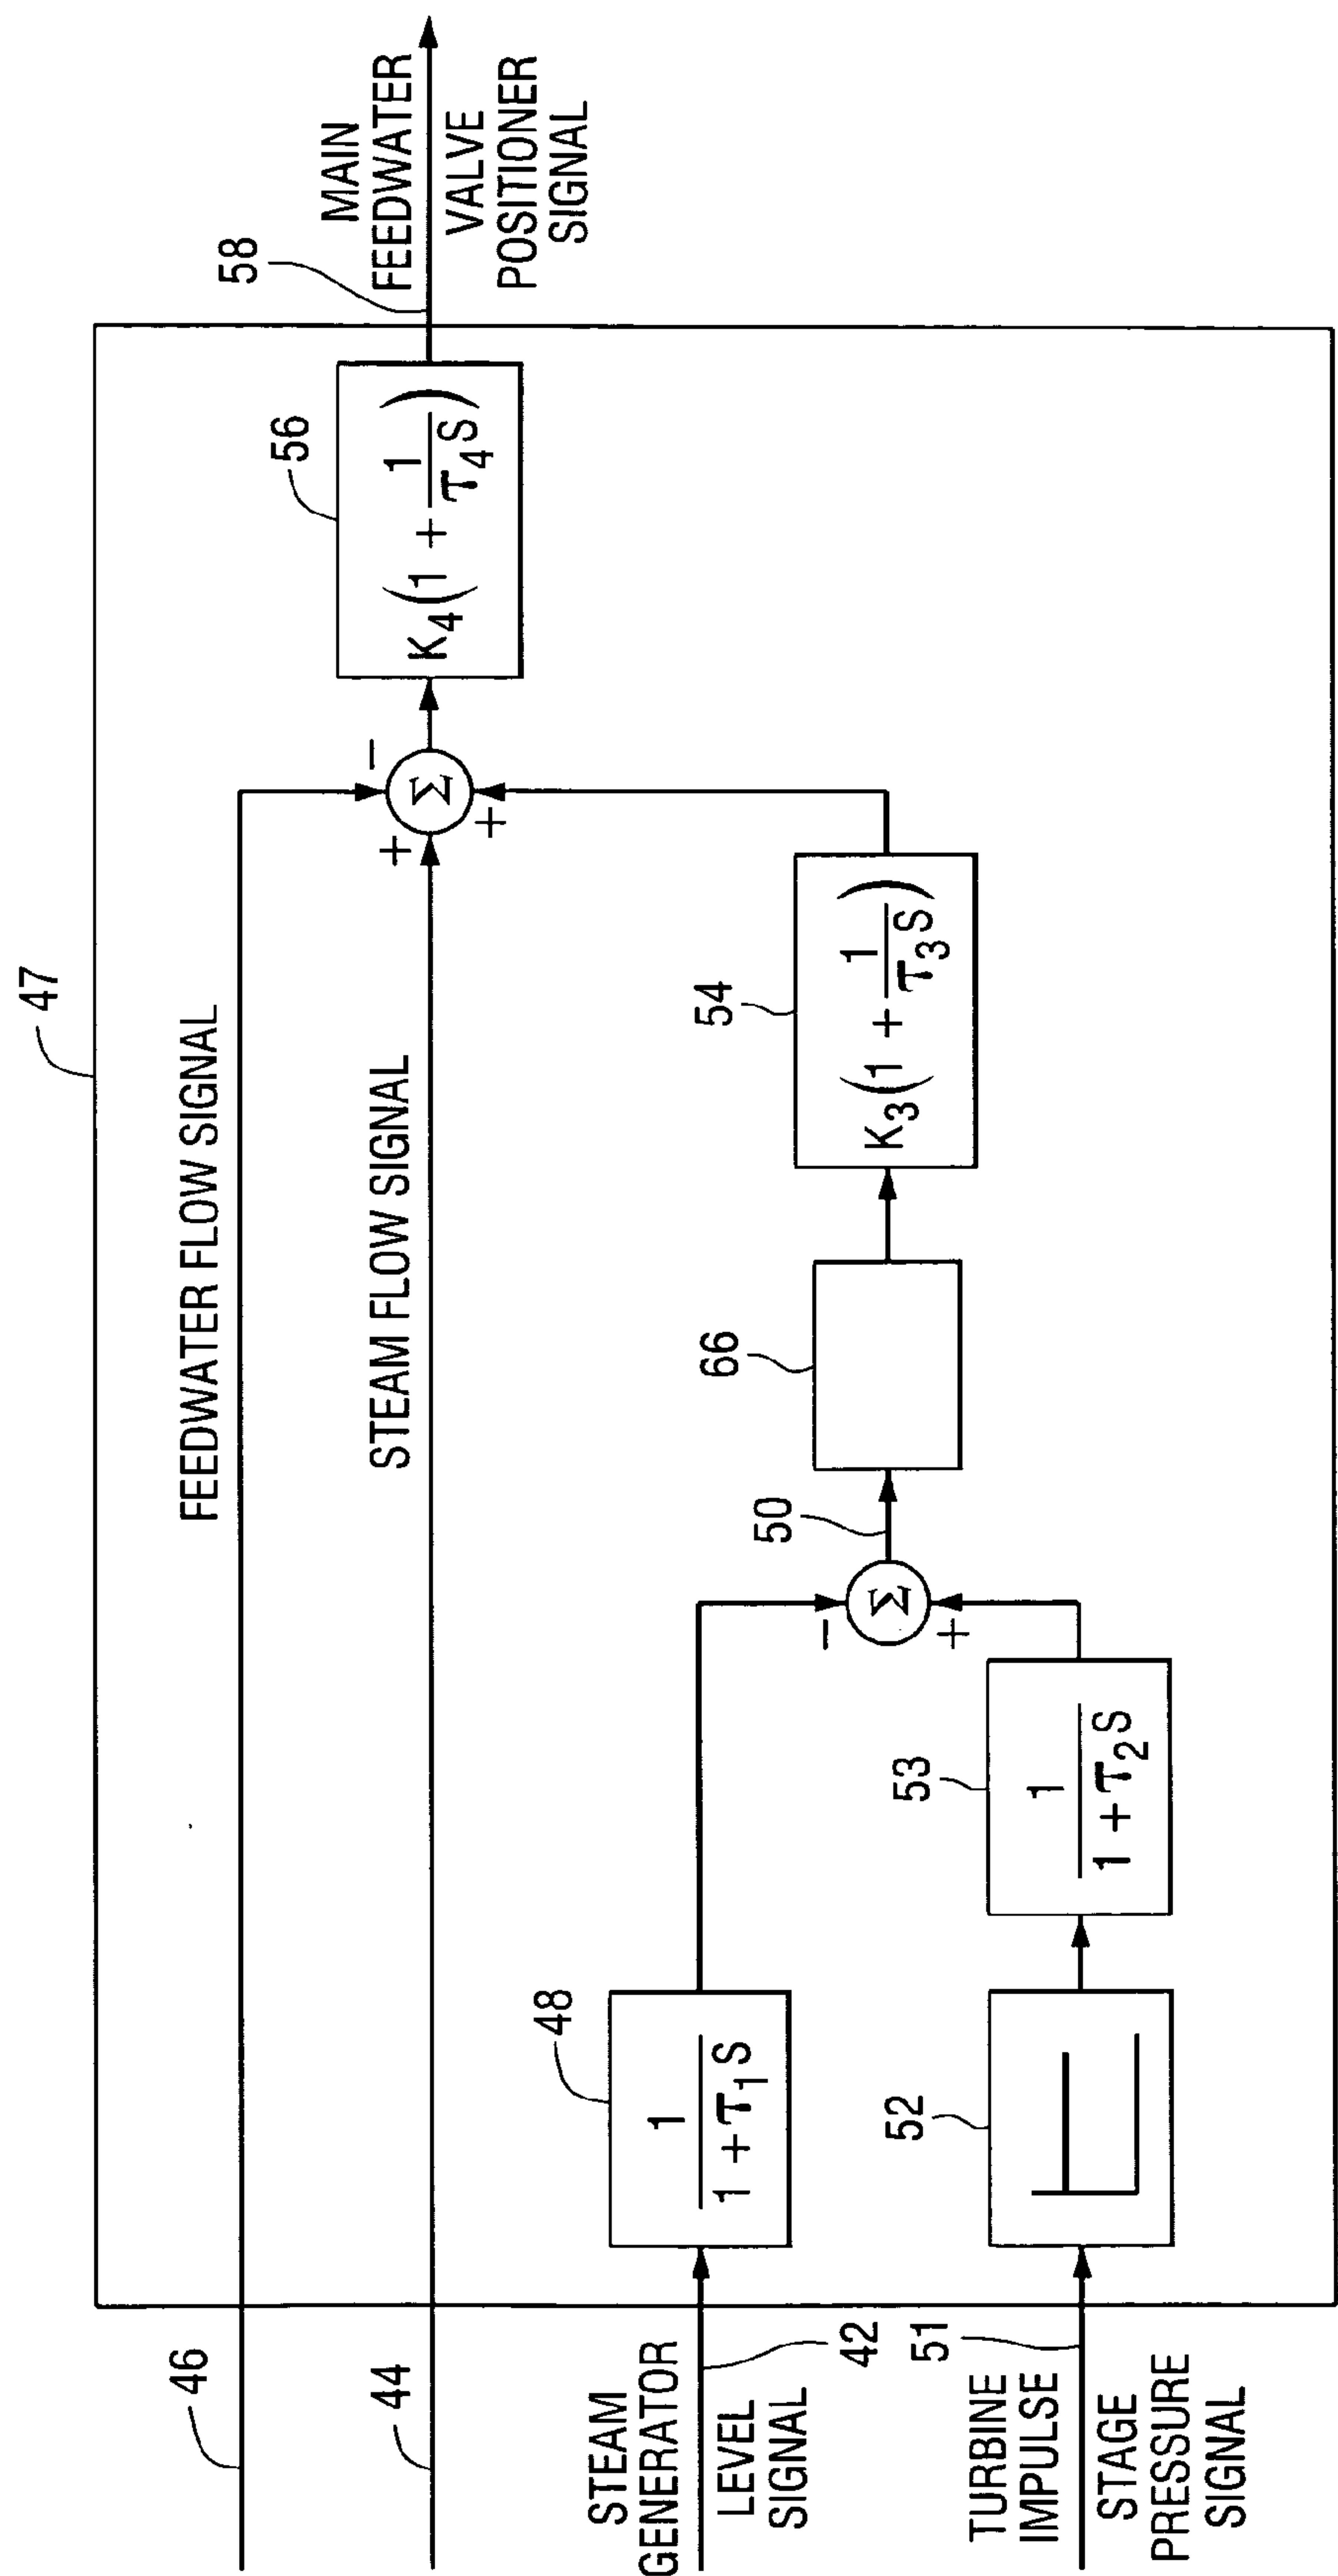 47
46
FEEDWATER FLOW SIGNAL
44
STEAM FLOW SIGNAL
-
+
+
Σ
56
K₄(1 + 1/τ₄S)
58
MAIN
FEEDWATER
VALVE
POSITIONER
SIGNAL
STEAM
GENERATOR
LEVEL
SIGNAL
42
48
1/1 + τ₁S
-
+
Σ
50
66
54
K₃(1 + 1/τ₃S)
51
TURBINE
IMPULSE
STAGE
PRESSURE
SIGNAL
52
53
1/1 + τ₂S